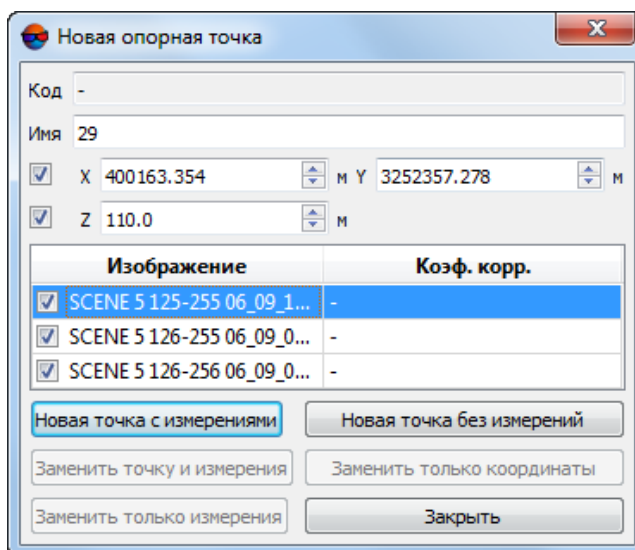 Новая опорная точка
Код -
Имя 29
X 400163.354 м Y 3252357.278 м
Z 110.0 м
Изображение Коэф. корр.
SCENE 5 125-255 06_09_1... -
SCENE 5 126-255 06_09_0... -
SCENE 5 126-256 06_09_0... -
Новая точка с измерениями Новая точка без измерений
Заменить точку и измерения Заменить только координаты
Заменить только измерения Закрыть